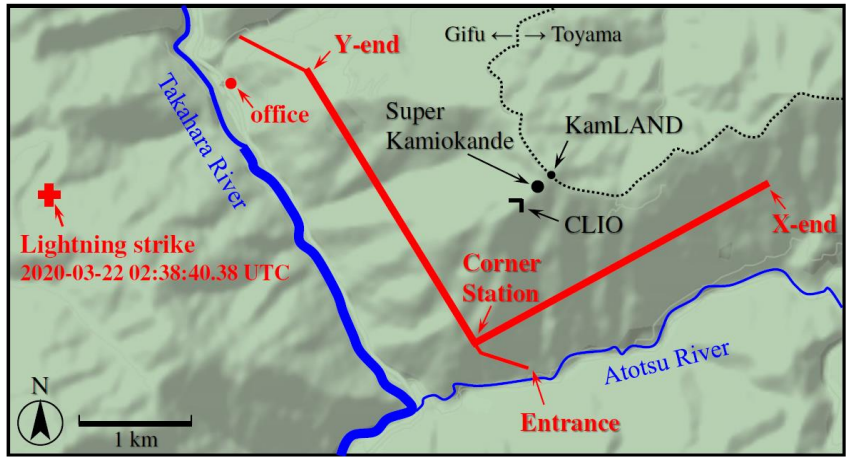 Gifu ←→ Toyama
Y-end
Takahara River
office
Super
Kamiokande
KamLAND
CLIO
X-end
Lightning strike
2020-03-22 02:38:40.38 UTC
Corner
Station
Atotsu River
Entrance
N
1 km